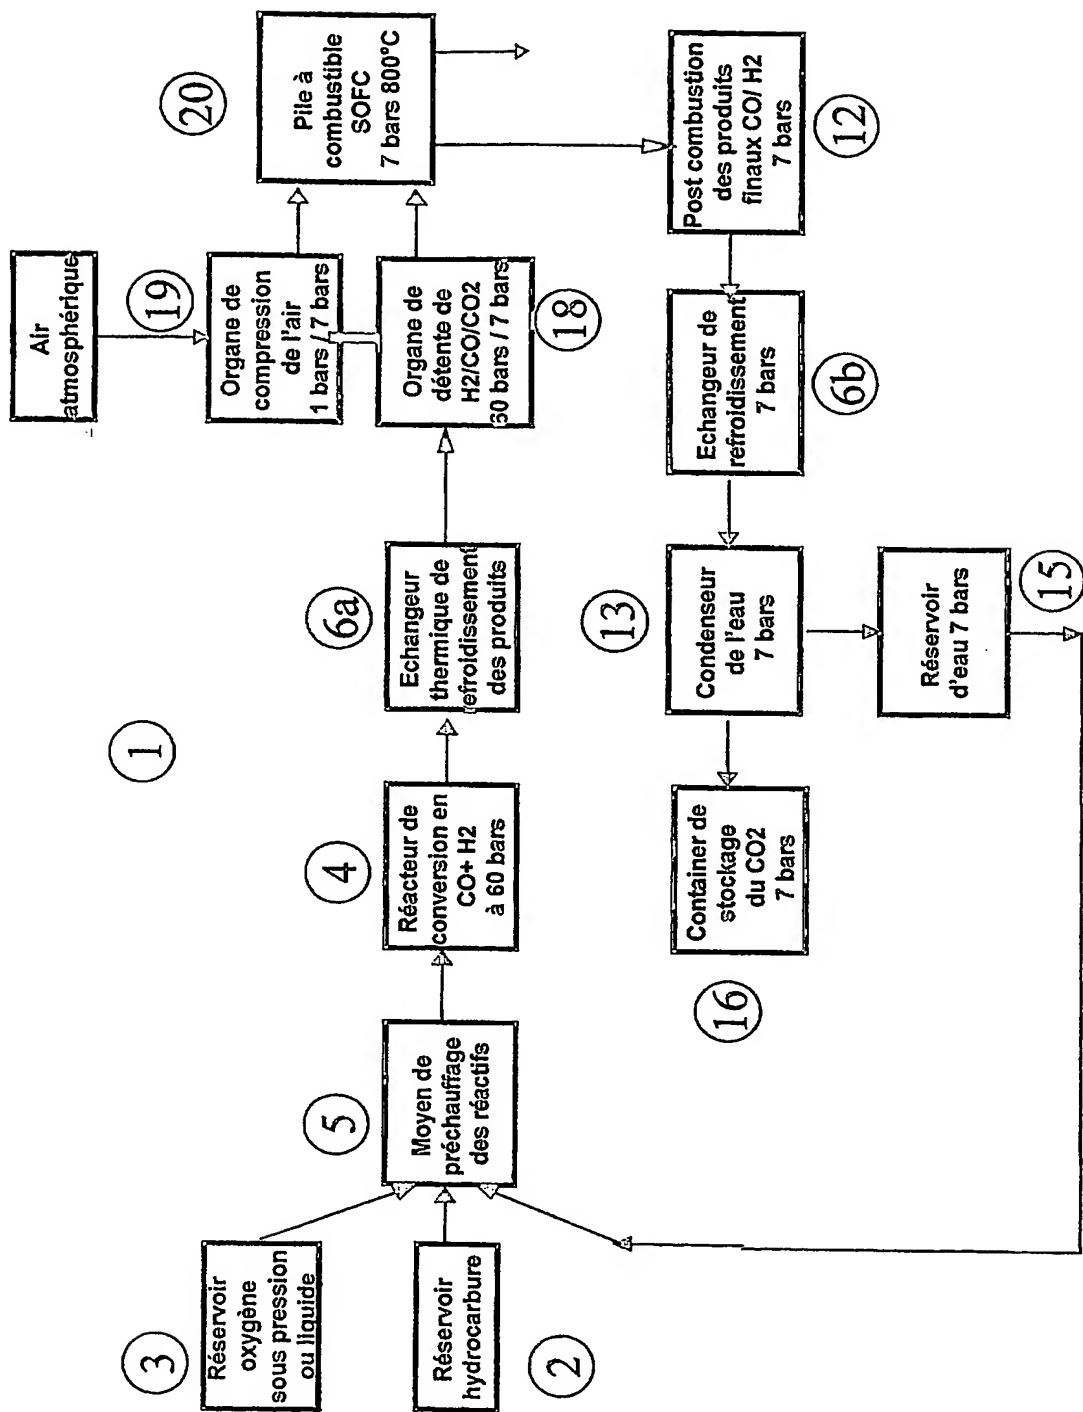 1
3
Réservoir
oxygène
sous pression
ou liquide
2
Réservoir
hydrocarbure
5
Moyen de
préchauffage
des réactifs
4
Réacteur de
conversion en
CO+ H2
à 60 bars
6a
Echangeur
thermique de
refroidissement
des produits
Air
atmosphérique
19
Organe de
compression
de l'air
1 bars / 7 bars
18
Organe de
détente de
H2/CO/CO2
60 bars / 7 bars
20
Pile à
combustible
SOFC
7 bars 800°C
12
Post combustion
des produits
finaux CO/ H2
7 bars
6b
Echangeur de
refroidissement
7 bars
13
Condenseur
de l'eau
7 bars
15
Réservoir
d'eau 7 bars
16
Container de
stockage
du CO2
7 bars